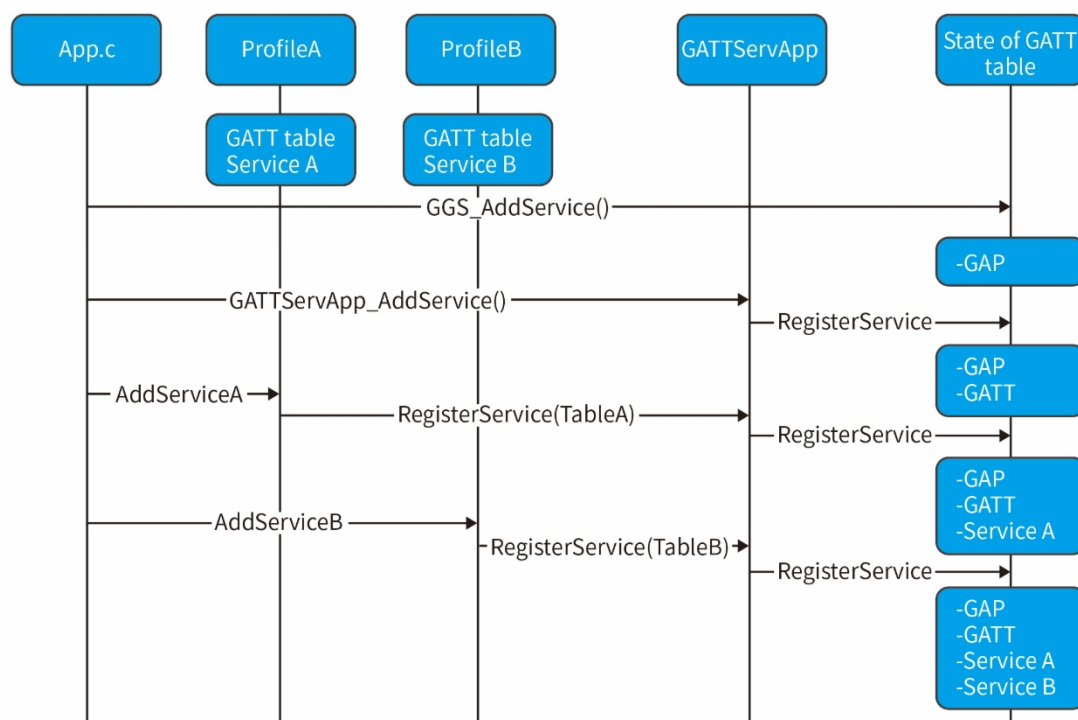 App.c
ProfileA
ProfileB
GATTServApp
State of GATT
table
GATT table
Service A
GATT table
Service B
GGS_AddService()
-GAP
GATTServApp_AddService()
RegisterService
-GAP
-GATT
AddServiceA
RegisterService(TableA)
RegisterService
-GAP
-GATT
-Service A
AddServiceB
RegisterService(TableB)
RegisterService
-GAP
-GATT
-Service A
-Service B